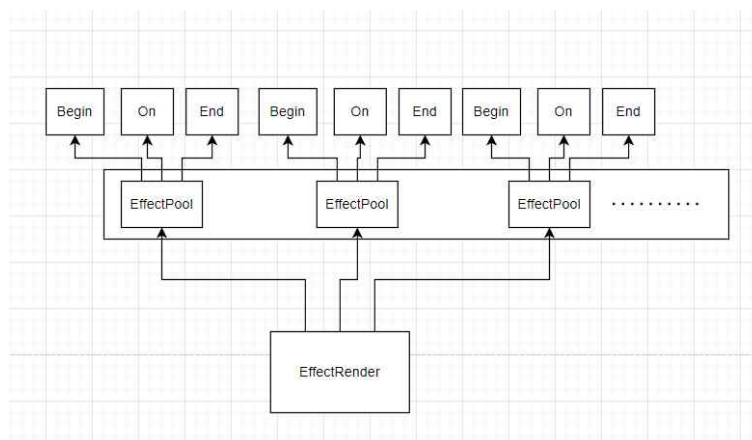 Begin On End Begin On End Begin On End
EffectPool EffectPool EffectPool ..........
EffectRender